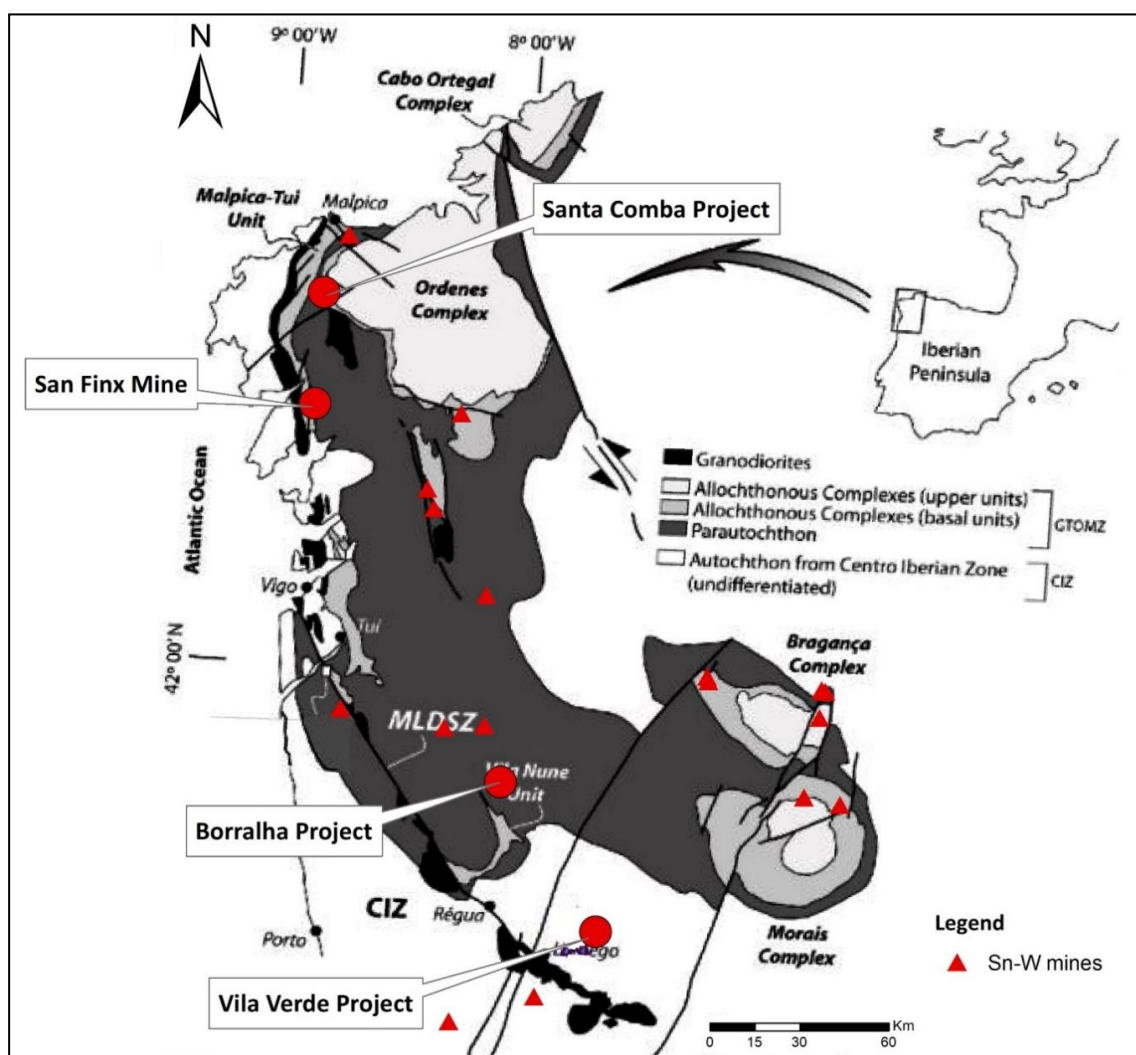 9º 00'W
N
8º 00'W
Cabo Ortegal
Complex
Malpica-Tui
Unit
Malpica
Santa Comba Project
Ordenes
Complex
San Finx Mine
Iberian
Peninsula
Atlantic Ocean
Granodiorites
Allochthonous Complexes (upper units)
Allochthonous Complexes (basal units)
GTOMZ
Parautochthon
Autochthon from Centro Iberian Zone
(undifferentiated)
CIZ
Vigo
Tui
42º 00'N
Bragança
Complex
MLDSZ
Nune
Unit
Borralha Project
CIZ
Régua
Porto
Morais
Complex
Vila Verde Project
Legend
Sn-W mines
Km
0 15 30 60